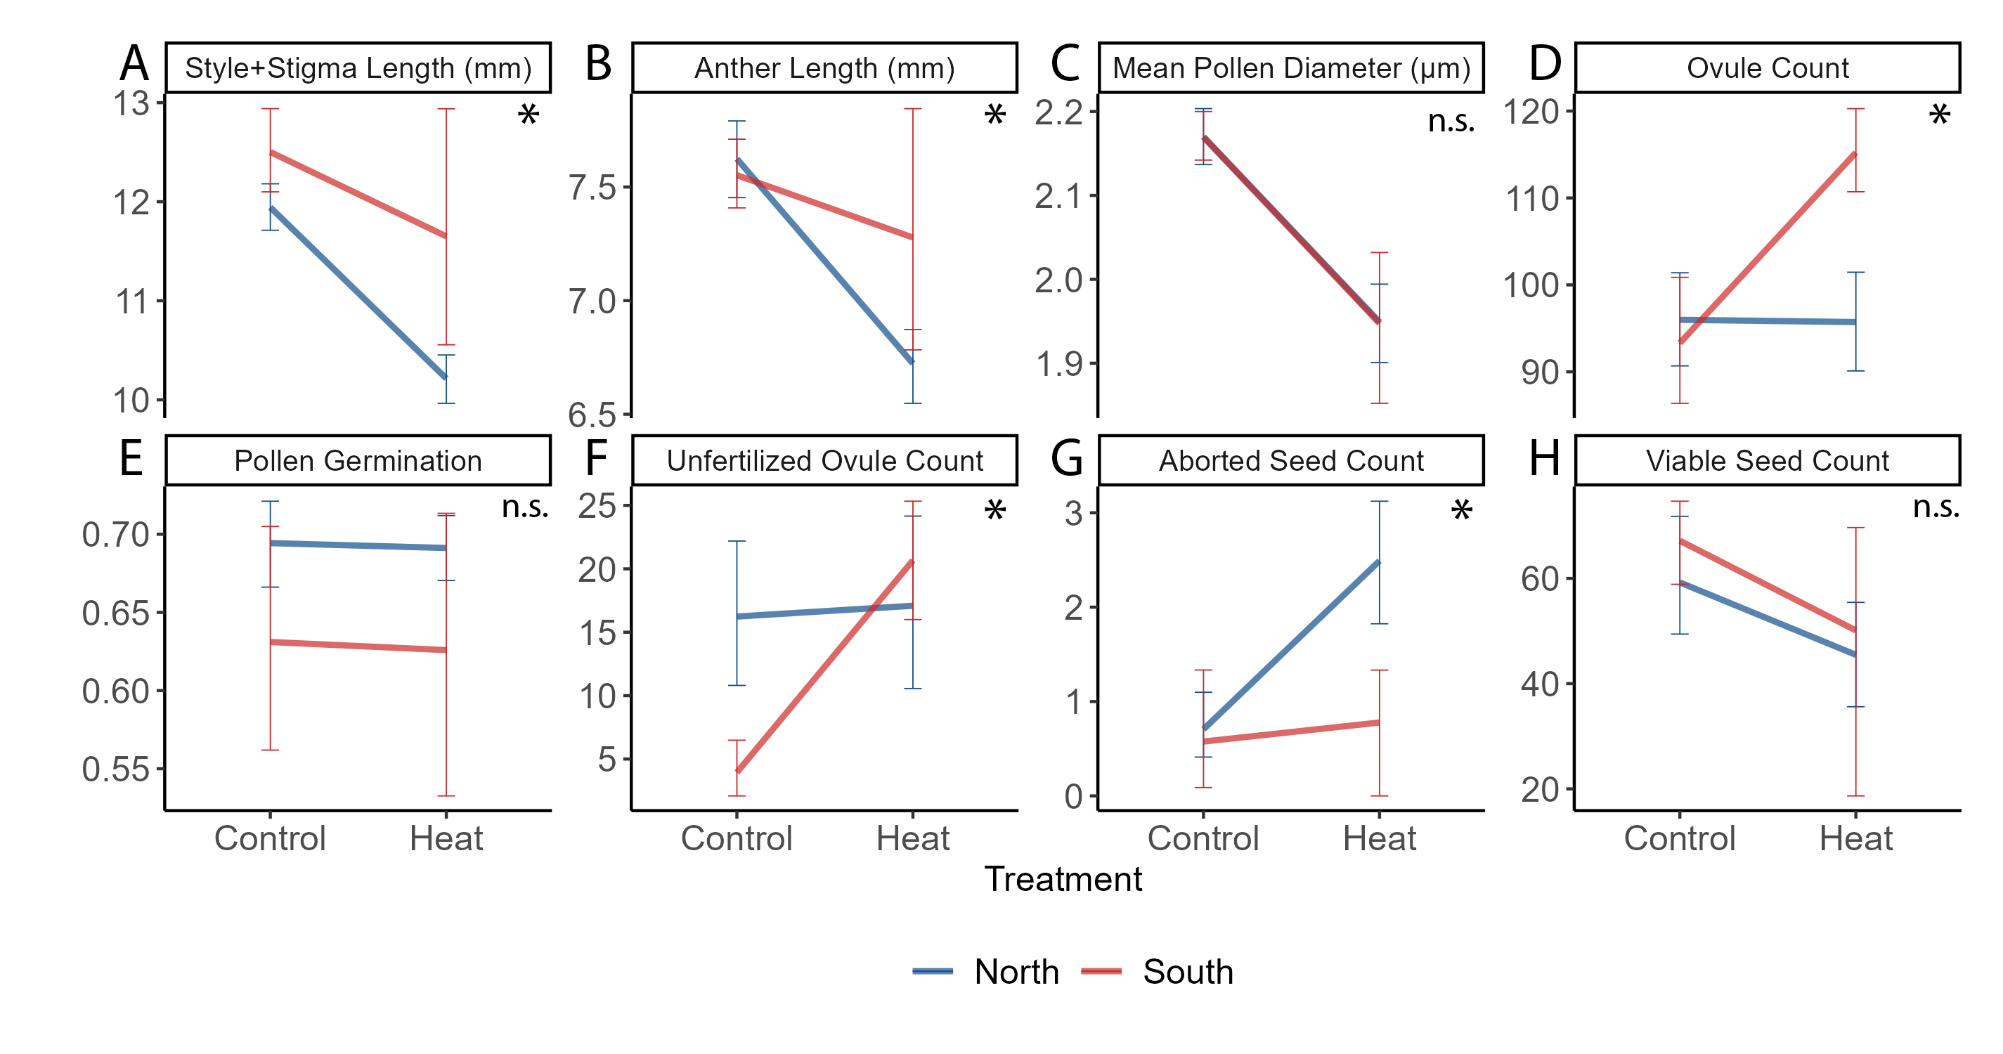 A Style+Stigma Length (mm)
13
12
11
10
*
B Anther Length (mm)
7.5
7.0
6.5
*
C Mean Pollen Diameter (µm)
2.2
2.1
2.0
1.9
n.s.
D Ovule Count
120
110
100
90
*
E Pollen Germination
0.70
0.65
0.60
0.55
n.s.
Control Heat
F Unfertilized Ovule Count
25
20
15
10
5
*
Control Heat
G Aborted Seed Count
3
2
1
0
*
Control Heat
H Viable Seed Count
60
40
20
n.s.
Control Heat
Treatment
North South